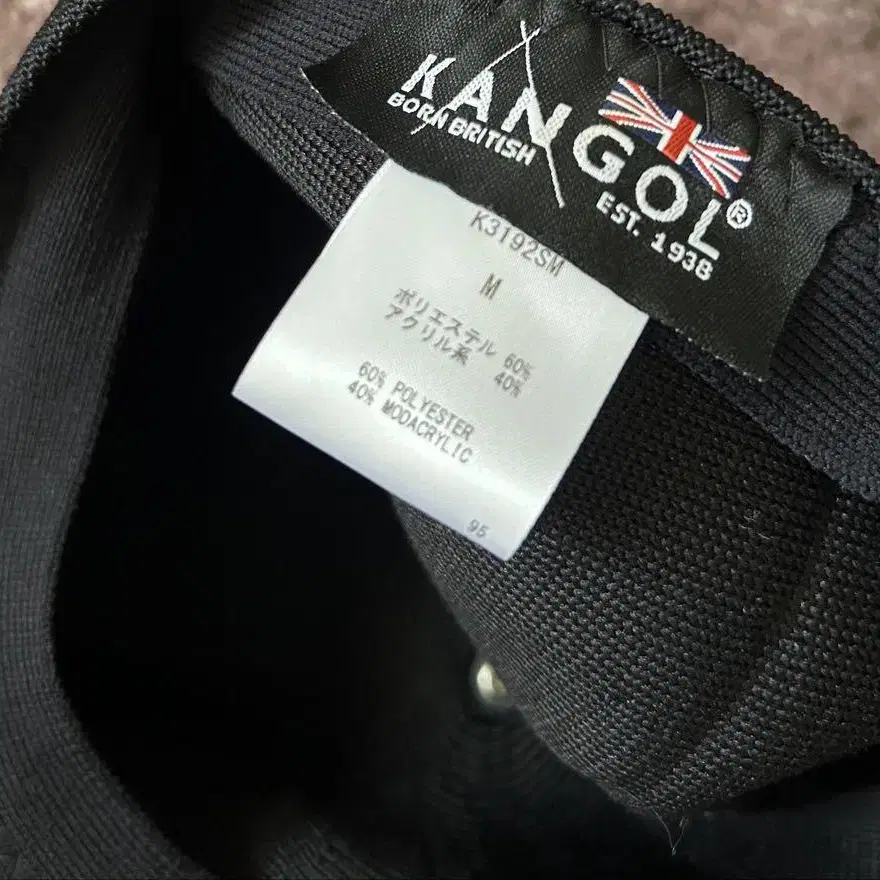 KANGOL®
BORN BRITISH
EST. 1938
K3192SM
M
ポリエステル 60%
アクリル系 40%
60% POLYESTER
40% MODACRYLIC
95